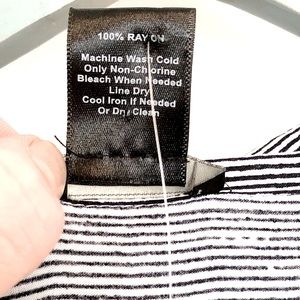 100% RAYON
Machine Wash Cold
Only Non-Chlorine
Bleach When Needed
Line Dry
Cool Iron If Needed
Or Dry Clean